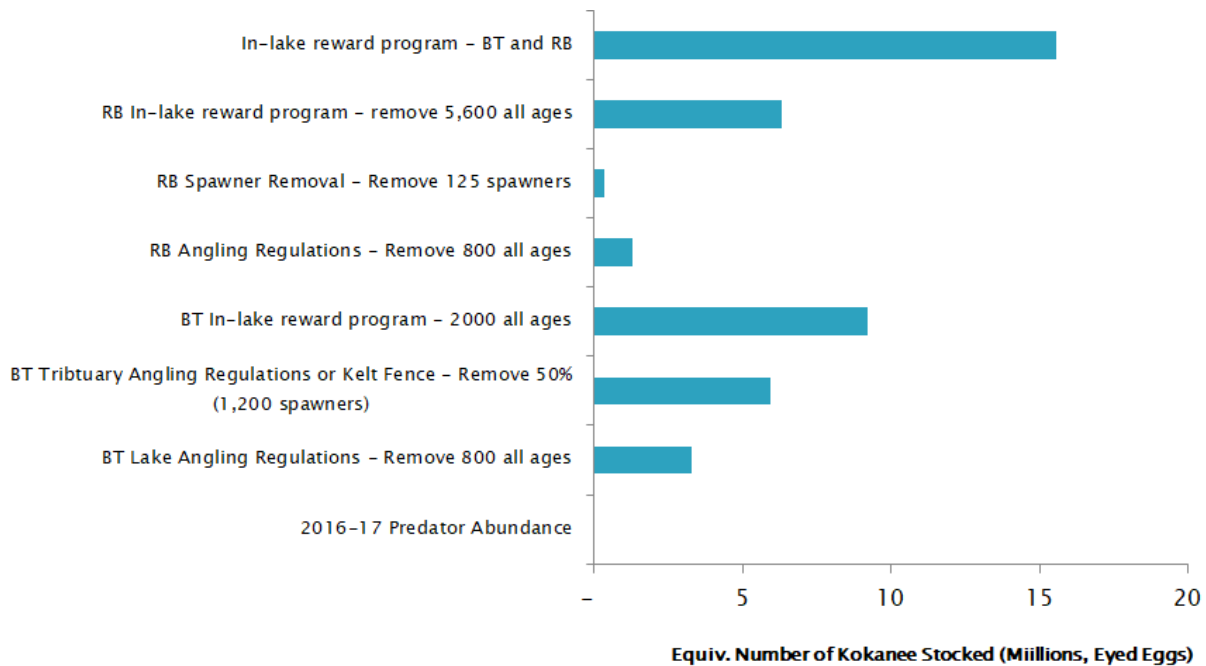 In-lake reward program - BT and RB
RB In-lake reward program - remove 5,600 all ages
RB Spawner Removal - Remove 125 spawners
RB Angling Regulations - Remove 800 all ages
BT In-lake reward program - 2000 all ages
BT Tribtuary Angling Regulations or Kelt Fence - Remove 50%
(1,200 spawners)
BT Lake Angling Regulations - Remove 800 all ages
2016-17 Predator Abundance
- 5 10 15 20
Equiv. Number of Kokanee Stocked (Miillions, Eyed Eggs)